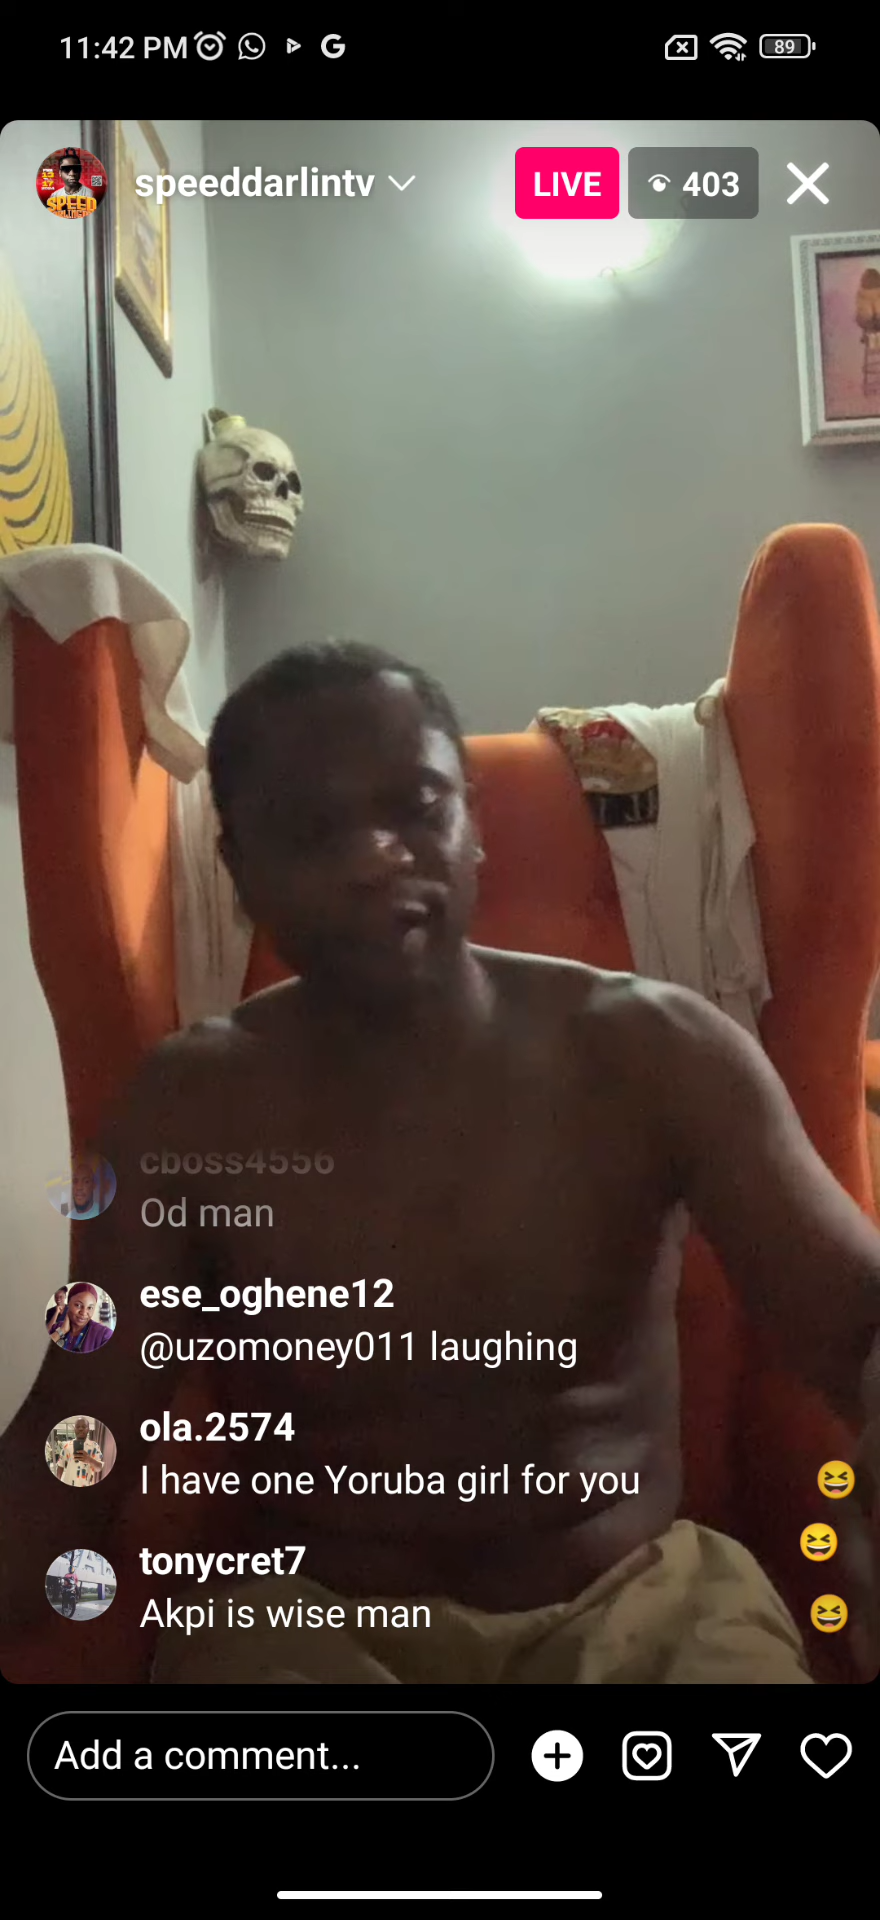 11:42 PM
G
89
SPEED
speeddarlintv
LIVE
403
cboss4556
Od man
ese_oghene12
@uzomoney011 laughing
ola.2574
I have one Yoruba girl for you
tonycret7
Akpi is wise man
Add a comment...